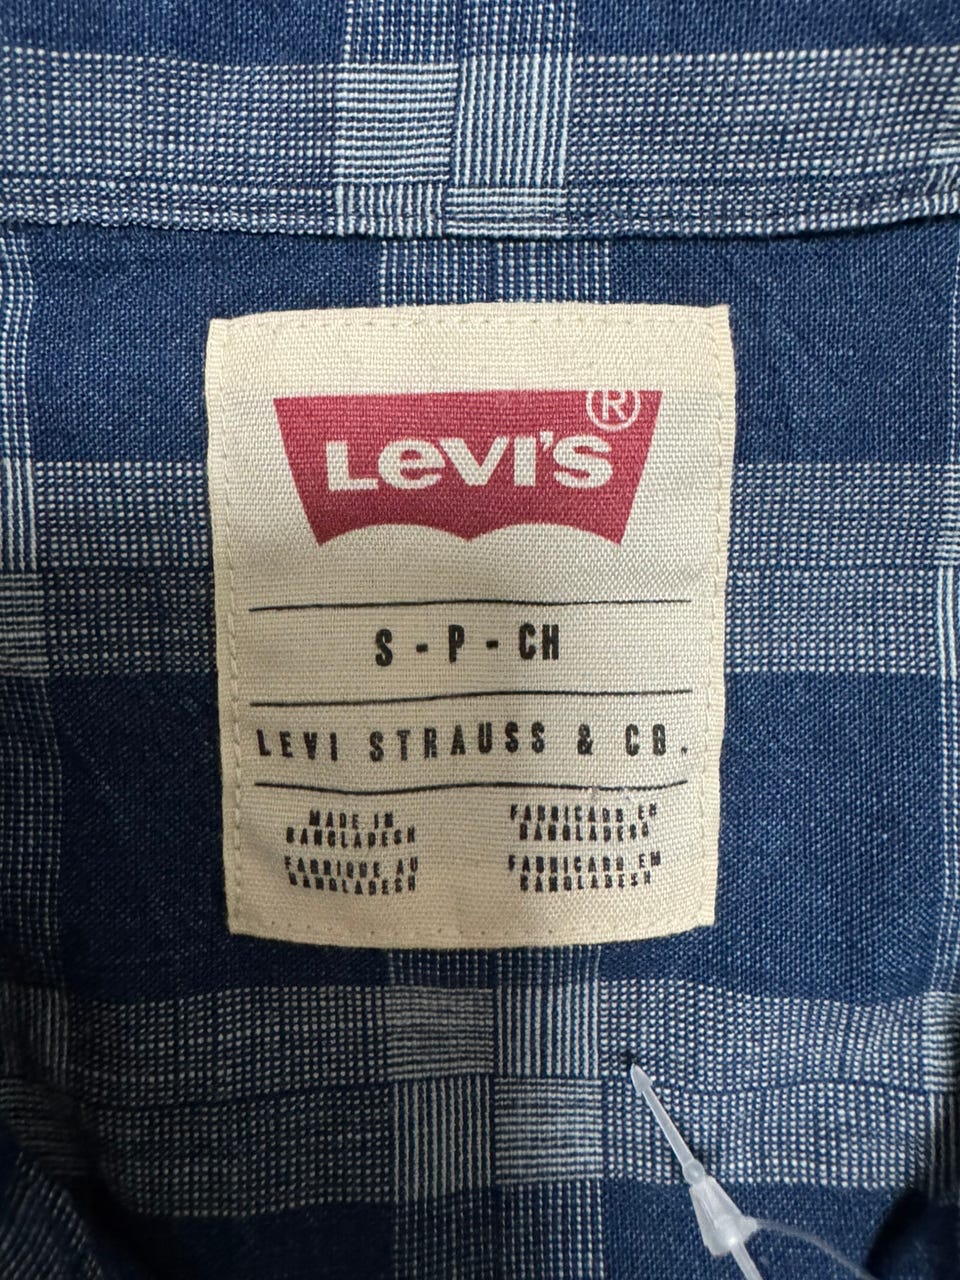 LEVI'S ®
S - P - CH
LEVI STRAUSS & CO.
MADE IN
BANGLADESH
FABRIQUE AU
BANGLADESH
FABRICADO EN
BANGLADESH
FABRICADO EM
BANGLADESH